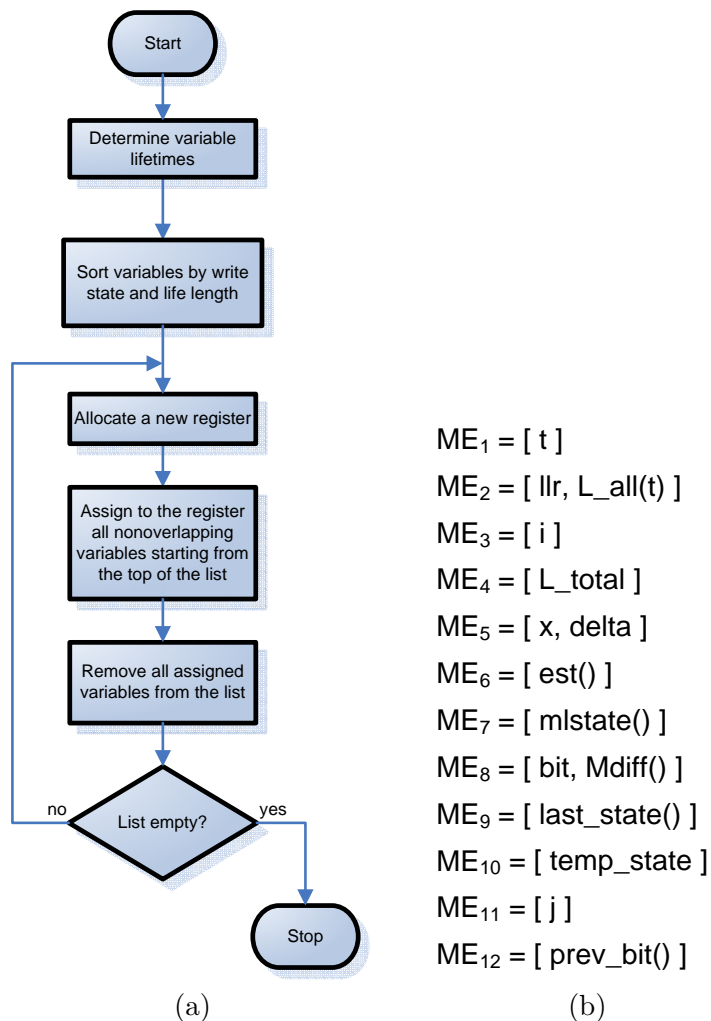 Start
Determine variable
lifetimes
Sort variables by write
state and life length
Allocate a new register
Assign to the register
all nonoverlapping
variables starting from
the top of the list
Remove all assigned
variables from the list
no
List empty?
yes
Stop
(a)
ME₁ = [ t ]
ME₂ = [ llr, L_all(t) ]
ME₃ = [ i ]
ME₄ = [ L_total ]
ME₅ = [ x, delta ]
ME₆ = [ est() ]
ME₇ = [ mlstate() ]
ME₈ = [ bit, Mdiff() ]
ME₉ = [ last_state() ]
ME₁₀ = [ temp_state ]
ME₁₁ = [ j ]
ME₁₂ = [ prev_bit() ]
(b)